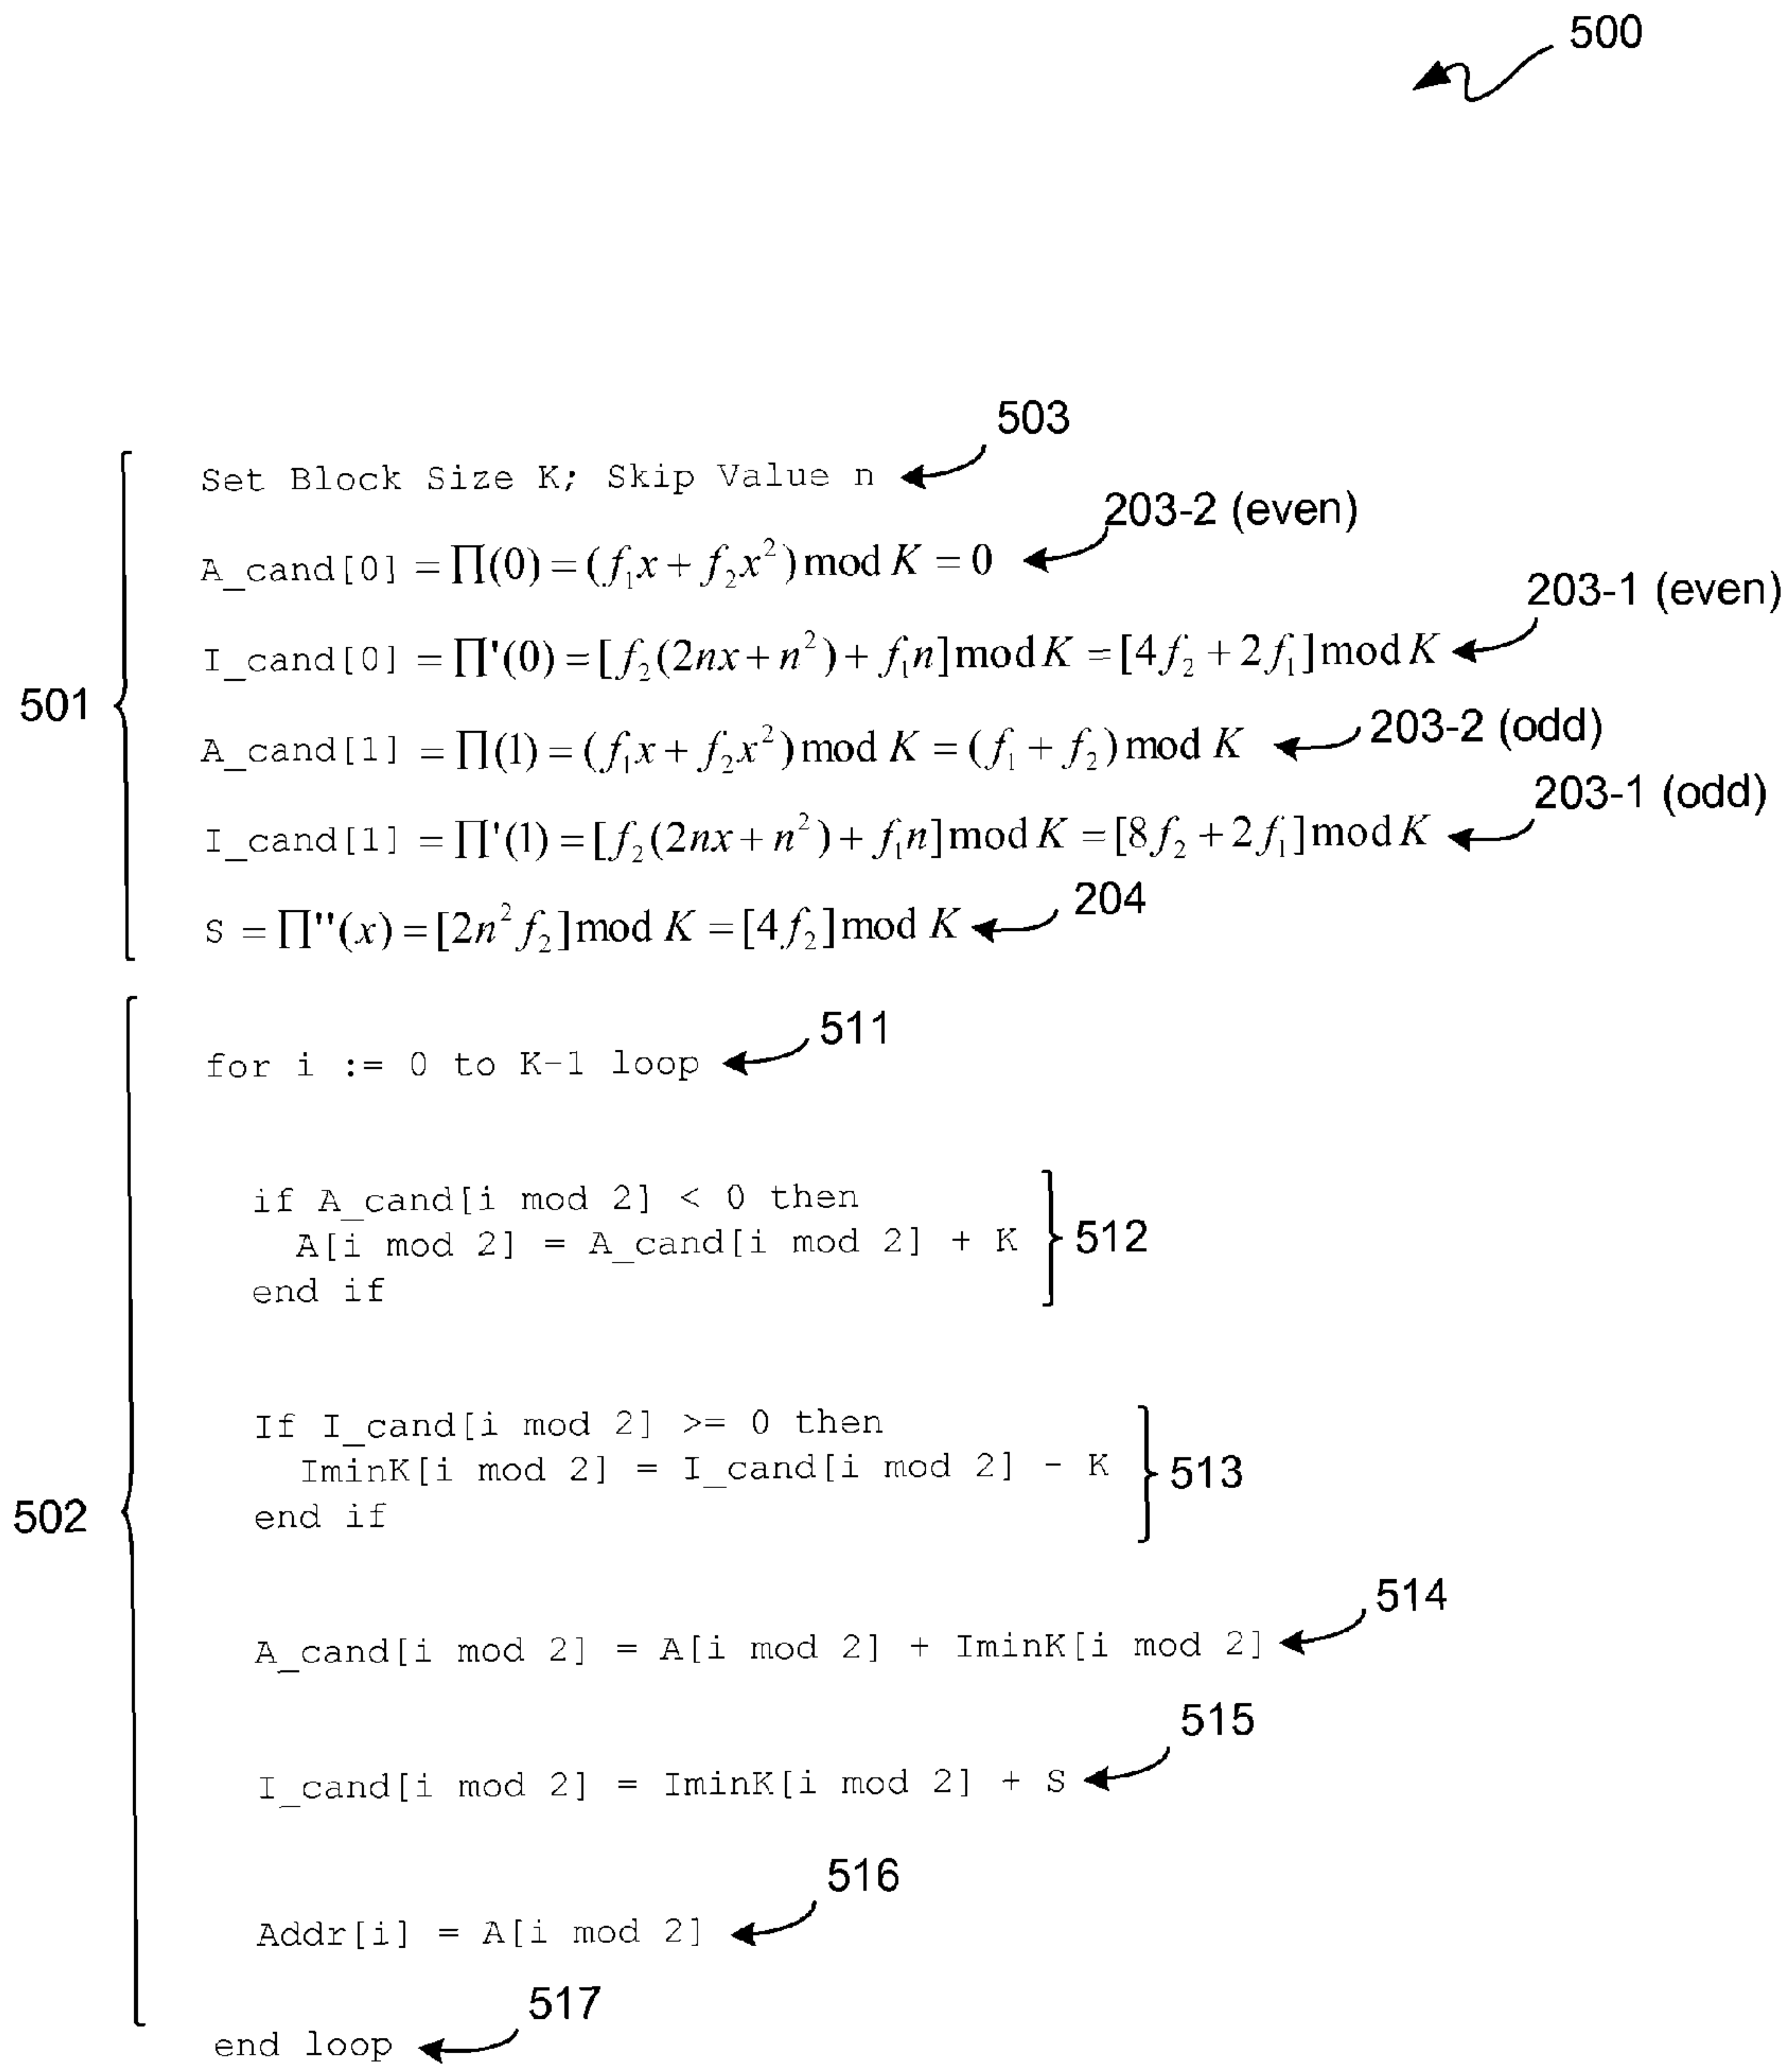 500
503
Set Block Size K; Skip Value n
203-2 (even)
A_cand[0] = ∏(0) = (f₁x + f₂x²) mod K = 0
203-1 (even)
I_cand[0] = ∏'(0) = [f₂(2nx + n²) + f₁n] mod K = [4f₂ + 2f₁] mod K
501
203-2 (odd)
A_cand[1] = ∏(1) = (f₁x + f₂x²) mod K = (f₁ + f₂) mod K
203-1 (odd)
I_cand[1] = ∏'(1) = [f₂(2nx + n²) + f₁n] mod K = [8f₂ + 2f₁] mod K
204
S = ∏''(x) = [2n²f₂] mod K = [4f₂] mod K
511
for i := 0 to K-1 loop
if A_cand[i mod 2] < 0 then
A[i mod 2] = A_cand[i mod 2] + K
512
end if
If I_cand[i mod 2] >= 0 then
IminK[i mod 2] = I_cand[i mod 2] - K
513
end if
502
514
A_cand[i mod 2] = A[i mod 2] + IminK[i mod 2]
515
I_cand[i mod 2] = IminK[i mod 2] + S
516
Addr[i] = A[i mod 2]
517
end loop